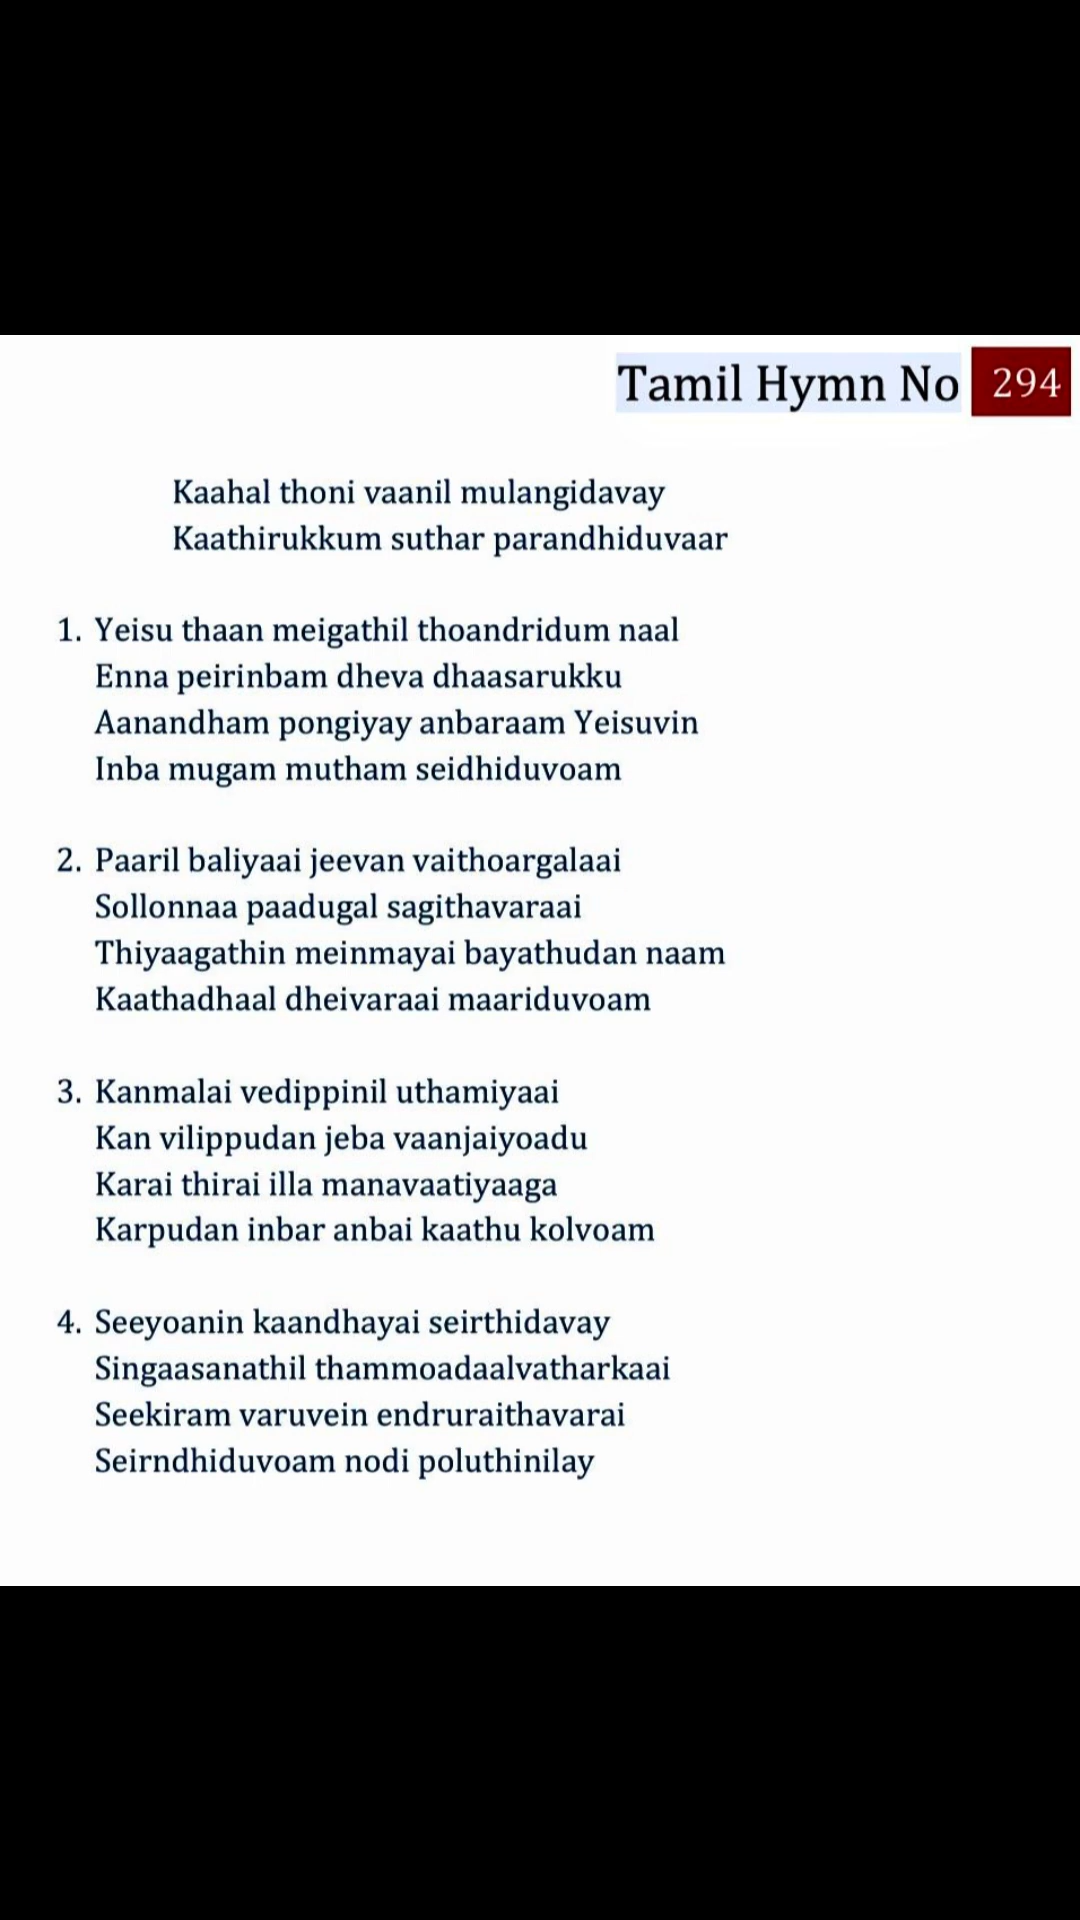 Tamil Hymn No 294
Kaahal thoni vaanil mulangidavay
Kaathirukkum suthar parandhiduvaar
1. Yeisu thaan meigathil thoandridum naal
Enna peirinbam dheva dhaasarukku
Aanandham pongiyay anbaraam Yeisuvin
Inba mugam mutham seidhiduvoam
2. Paaril baliyaai jeevan vaithoargalaai
Sollonnaa paadugal sagithavaraai
Thiyaagathin meinmayai bayathudan naam
Kaathadhaal dheivaraai maariduvoam
3. Kanmalai vedippinil uthamiyaai
Kan vilippudan jeba vaanjaiyoadu
Karai thirai illa manavaatiyaaga
Karpudan inbar anbai kaathu kolvoam
4. Seeyoanin kaandhayai seirthidavay
Singaasanathil thammoadaalvatharkaai
Seekiram varuvein endruraithavarai
Seirndhiduvoam nodi poluthinilay